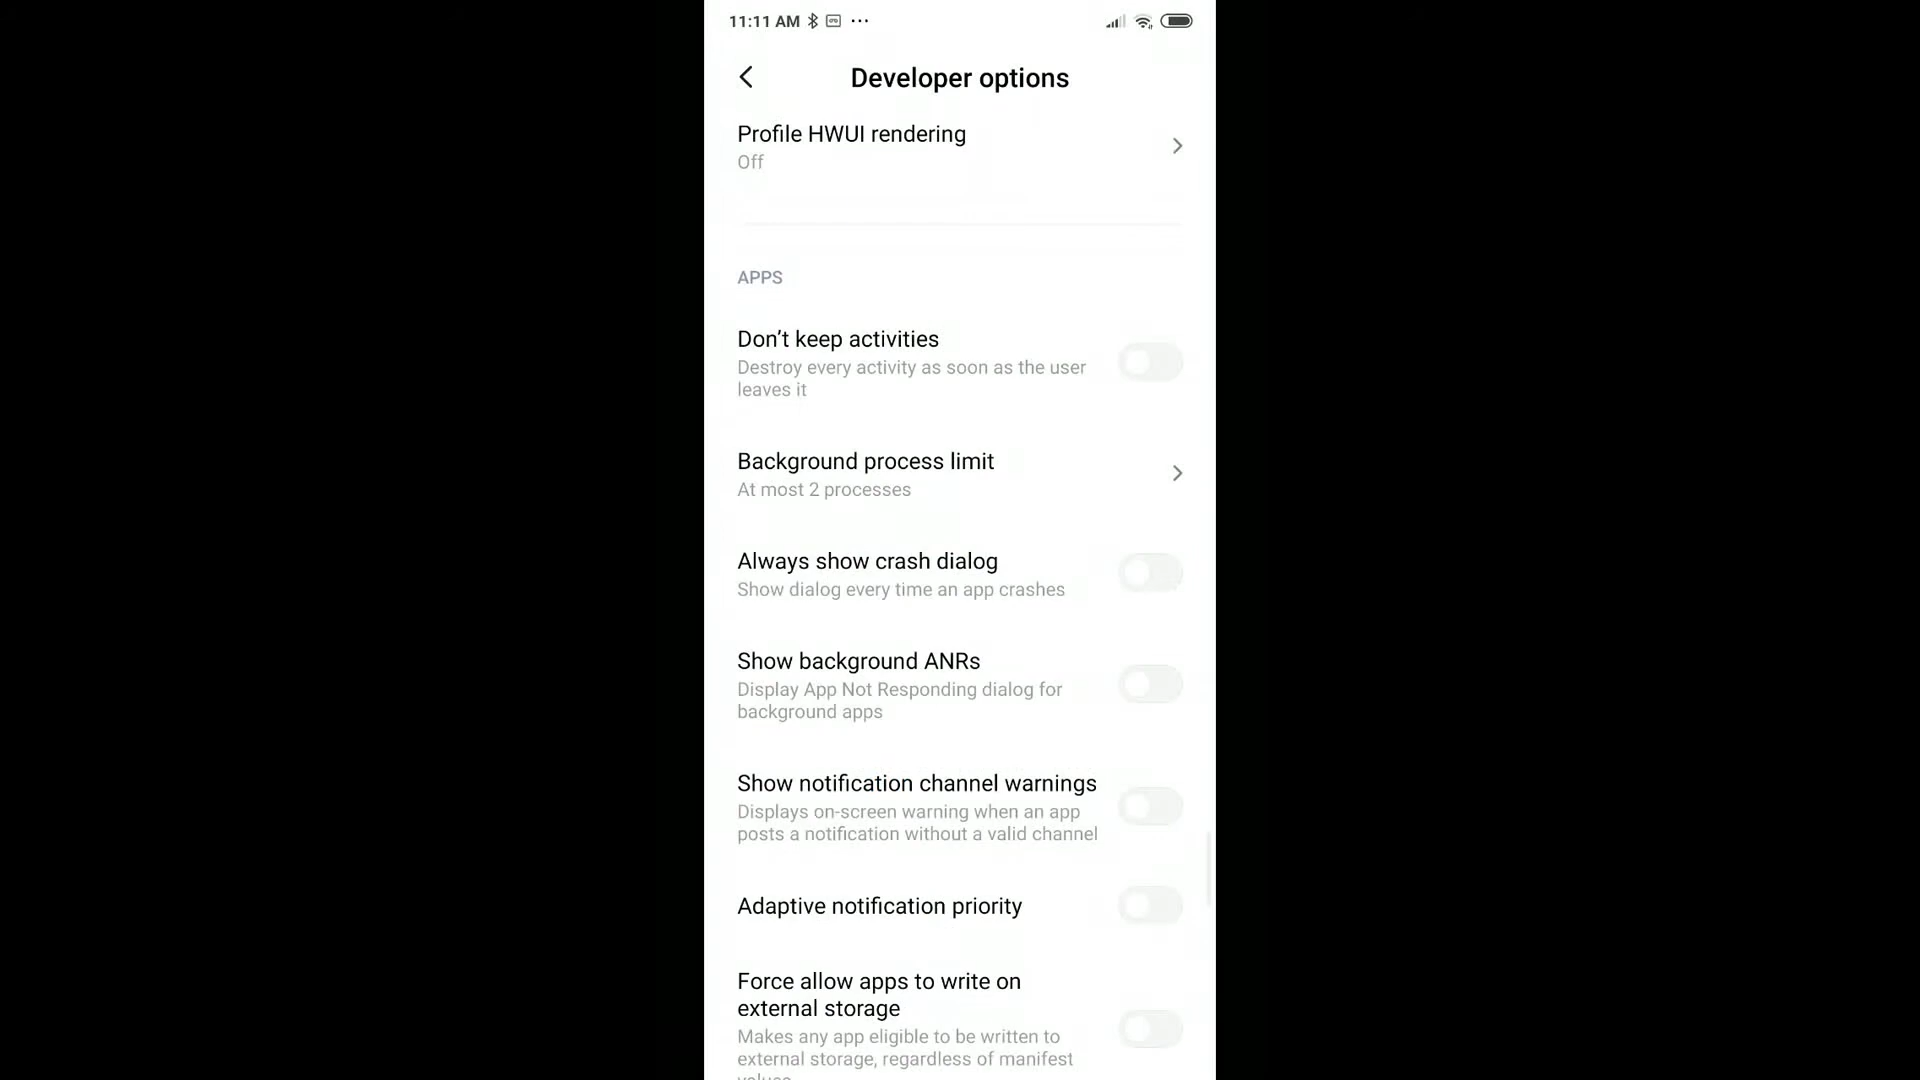 11:11 AM
Developer options
Profile HWUI rendering
Off
APPS
Don’t keep activities
Destroy every activity as soon as the user
leaves it
Background process limit
At most 2 processes
Always show crash dialog
Show dialog every time an app crashes
Show background ANRs
Display App Not Responding dialog for
background apps
Show notification channel warnings
Displays on-screen warning when an app
posts a notification without a valid channel
Adaptive notification priority
Force allow apps to write on
external storage
Makes any app eligible to be written to
external storage, regardless of manifest
values